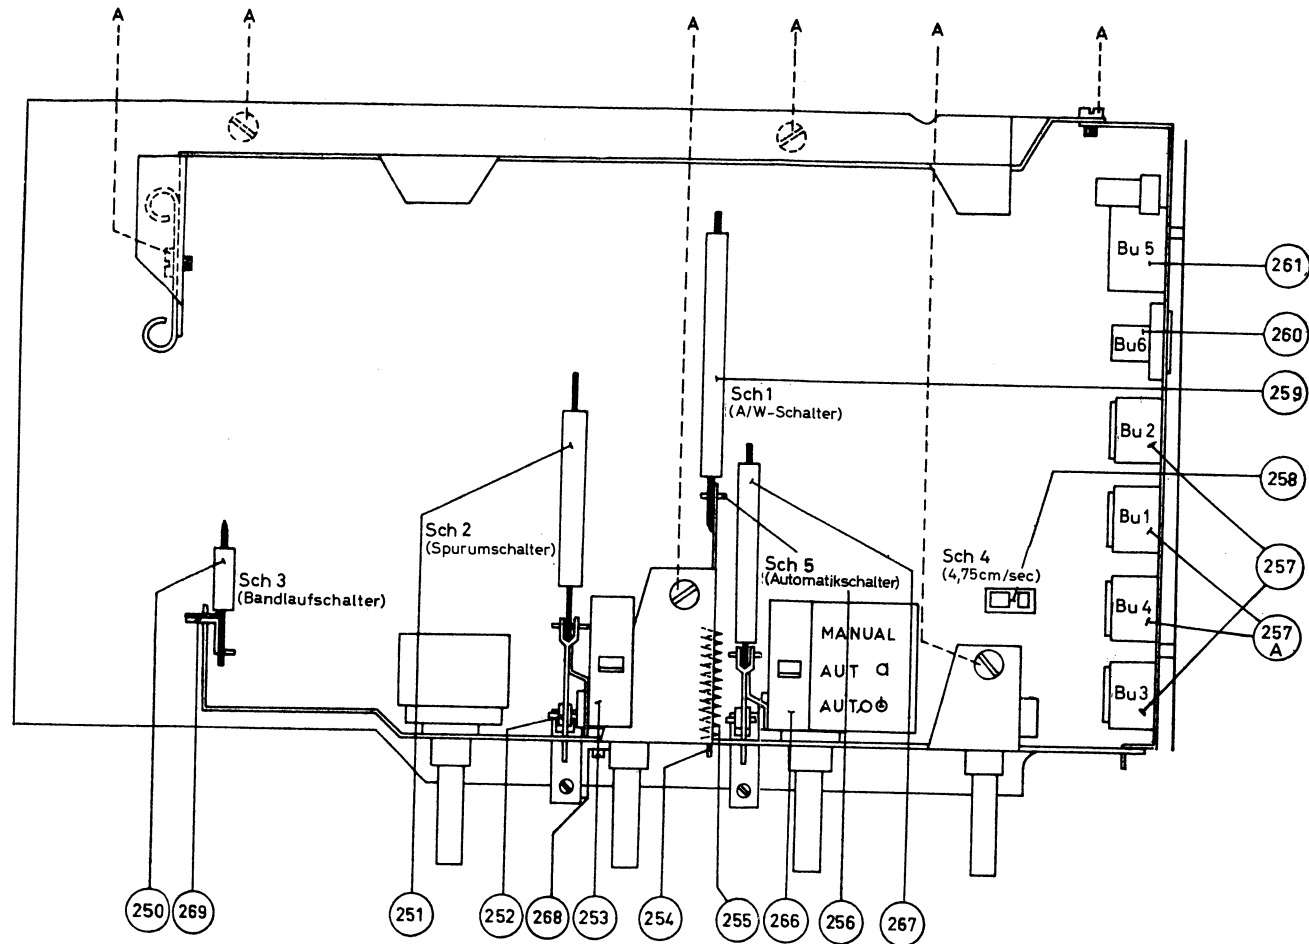 A
A
A
A
A
A
Bu 5
261
Bu6
260
Sch 1
(A/W-Schalter)
259
Bu 2
258
Sch 2
(Spurumschalter)
Bu 1
Sch 3
(Bandlaufschalter)
Sch 5
(Automatikschalter)
Sch 4
(4,75cm/sec)
257
Bu 4
257
A
MANUAL
AUT
AUTO
Bu 3
250
269
251
252
268
253
254
255
266
256
267